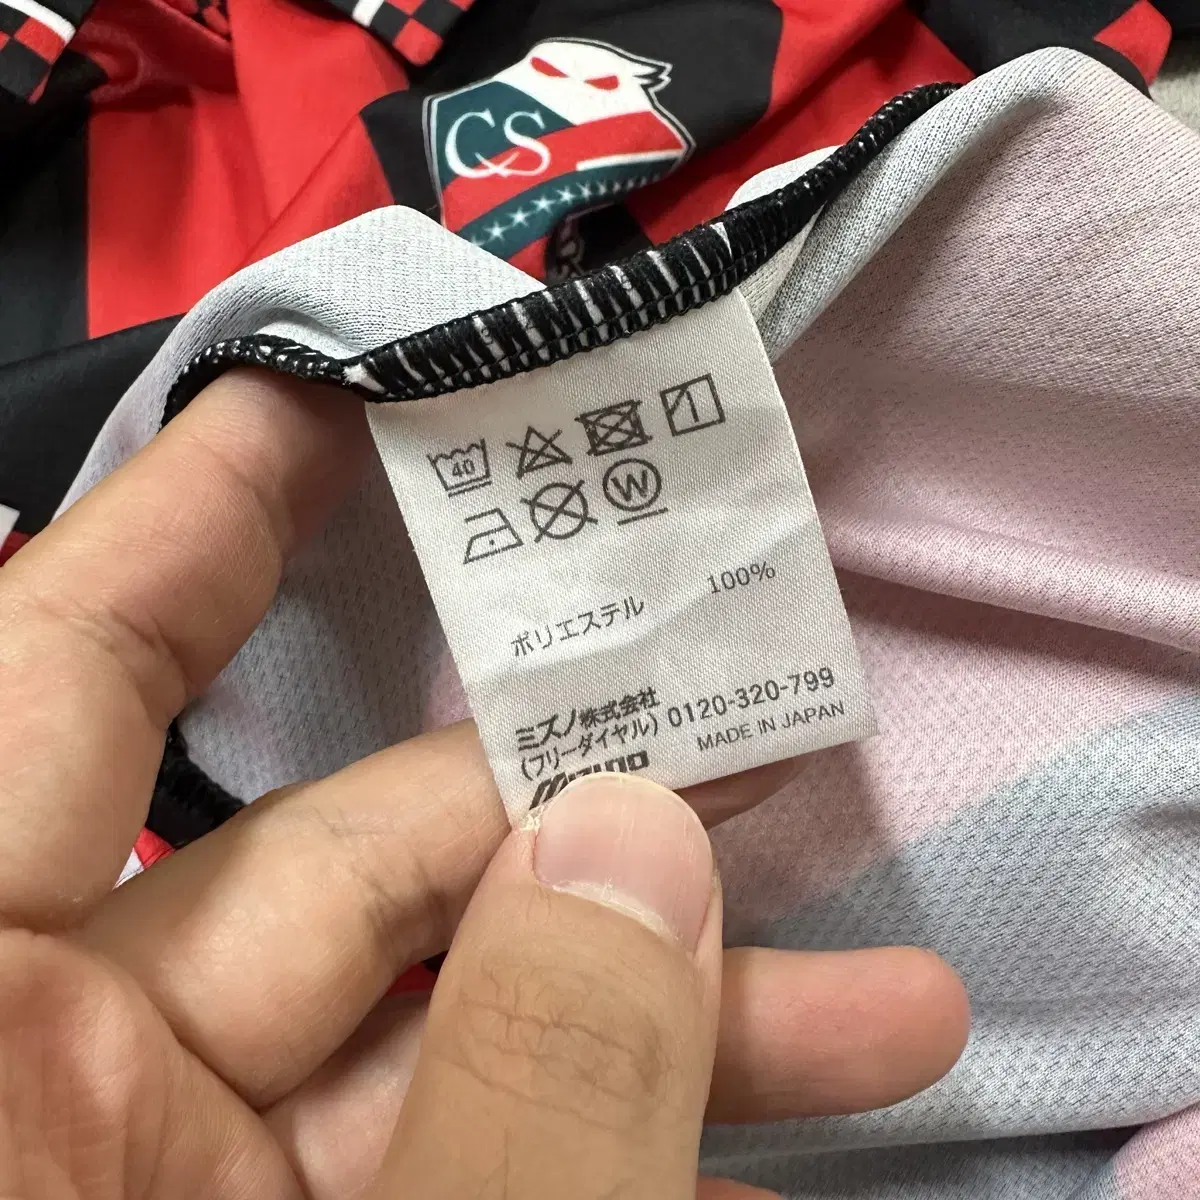 CS
40
W
ポリエステル 100%
ミズノ株式会社
(フリーダイヤル) 0120-320-799
MADE IN JAPAN
MIZUNO